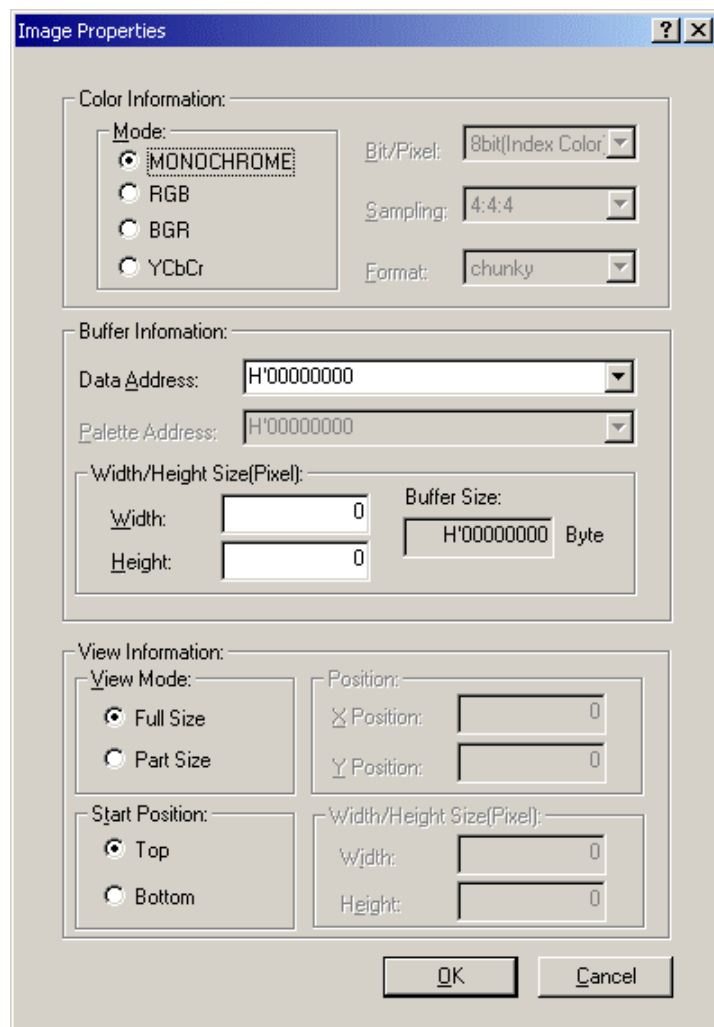 Image Properties
Color Information:
Mode:
MONOCHROME
RGB
BGR
YCbCr
Bit/Pixel: 8bit(Index Color)
Sampling: 4:4:4
Format: chunky
Buffer Infomation:
Data Address: H'00000000
Palette Address: H'00000000
Width/Height Size(Pixel):
Width: 0
Height: 0
Buffer Size:
H'00000000 Byte
View Information:
View Mode:
Full Size
Part Size
Position:
X Position: 0
Y Position: 0
Start Position:
Top
Bottom
Width/Height Size(Pixel):
Width: 0
Height: 0
OK Cancel